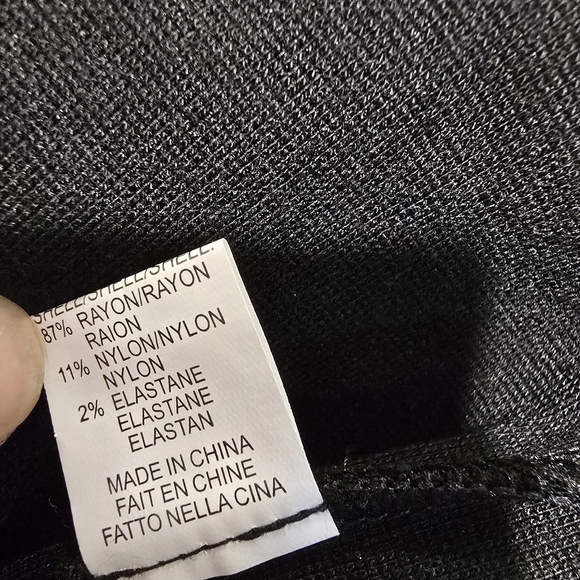 SHELL/SHELL/SHELL:
87% RAYON/RAYON
RAION
11% NYLON/NYLON
NYLON
2% ELASTANE
ELASTANE
ELASTAN
MADE IN CHINA
FAIT EN CHINE
FATTO NELLA CINA